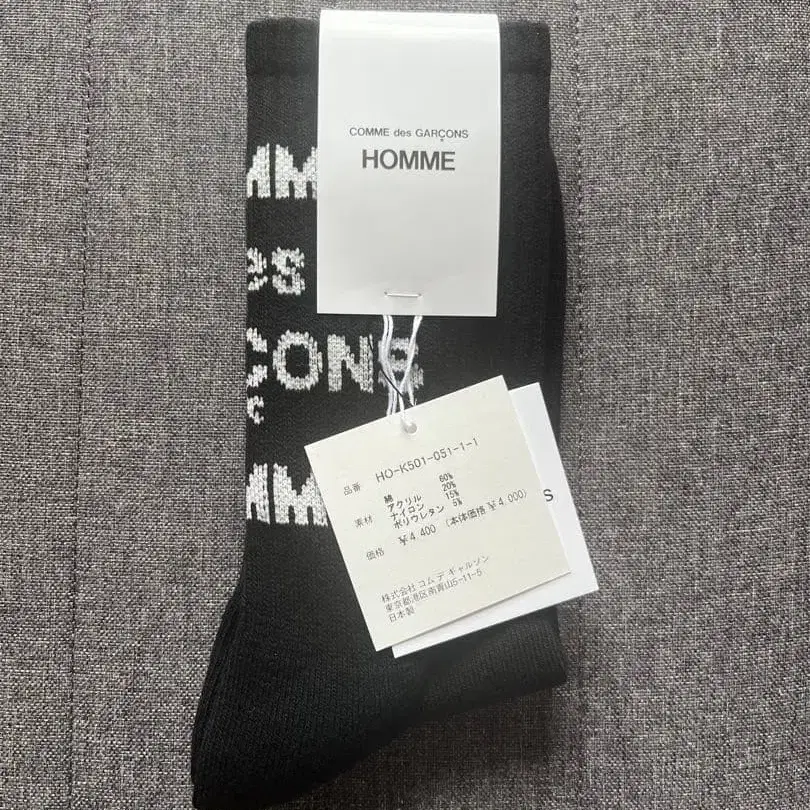 COMME des GARÇONS
HOMME
MM
es
ÇONS
MM
品番 HO-K501-051-1-1
素材 綿 60%
アクリル 20%
ナイロン 15%
ポリウレタン 5%
価格 ¥4,400 (本体価格 ¥4,000)
株式会社 コム デ ギャルソン
東京都港区南青山5-11-5
日本製
S